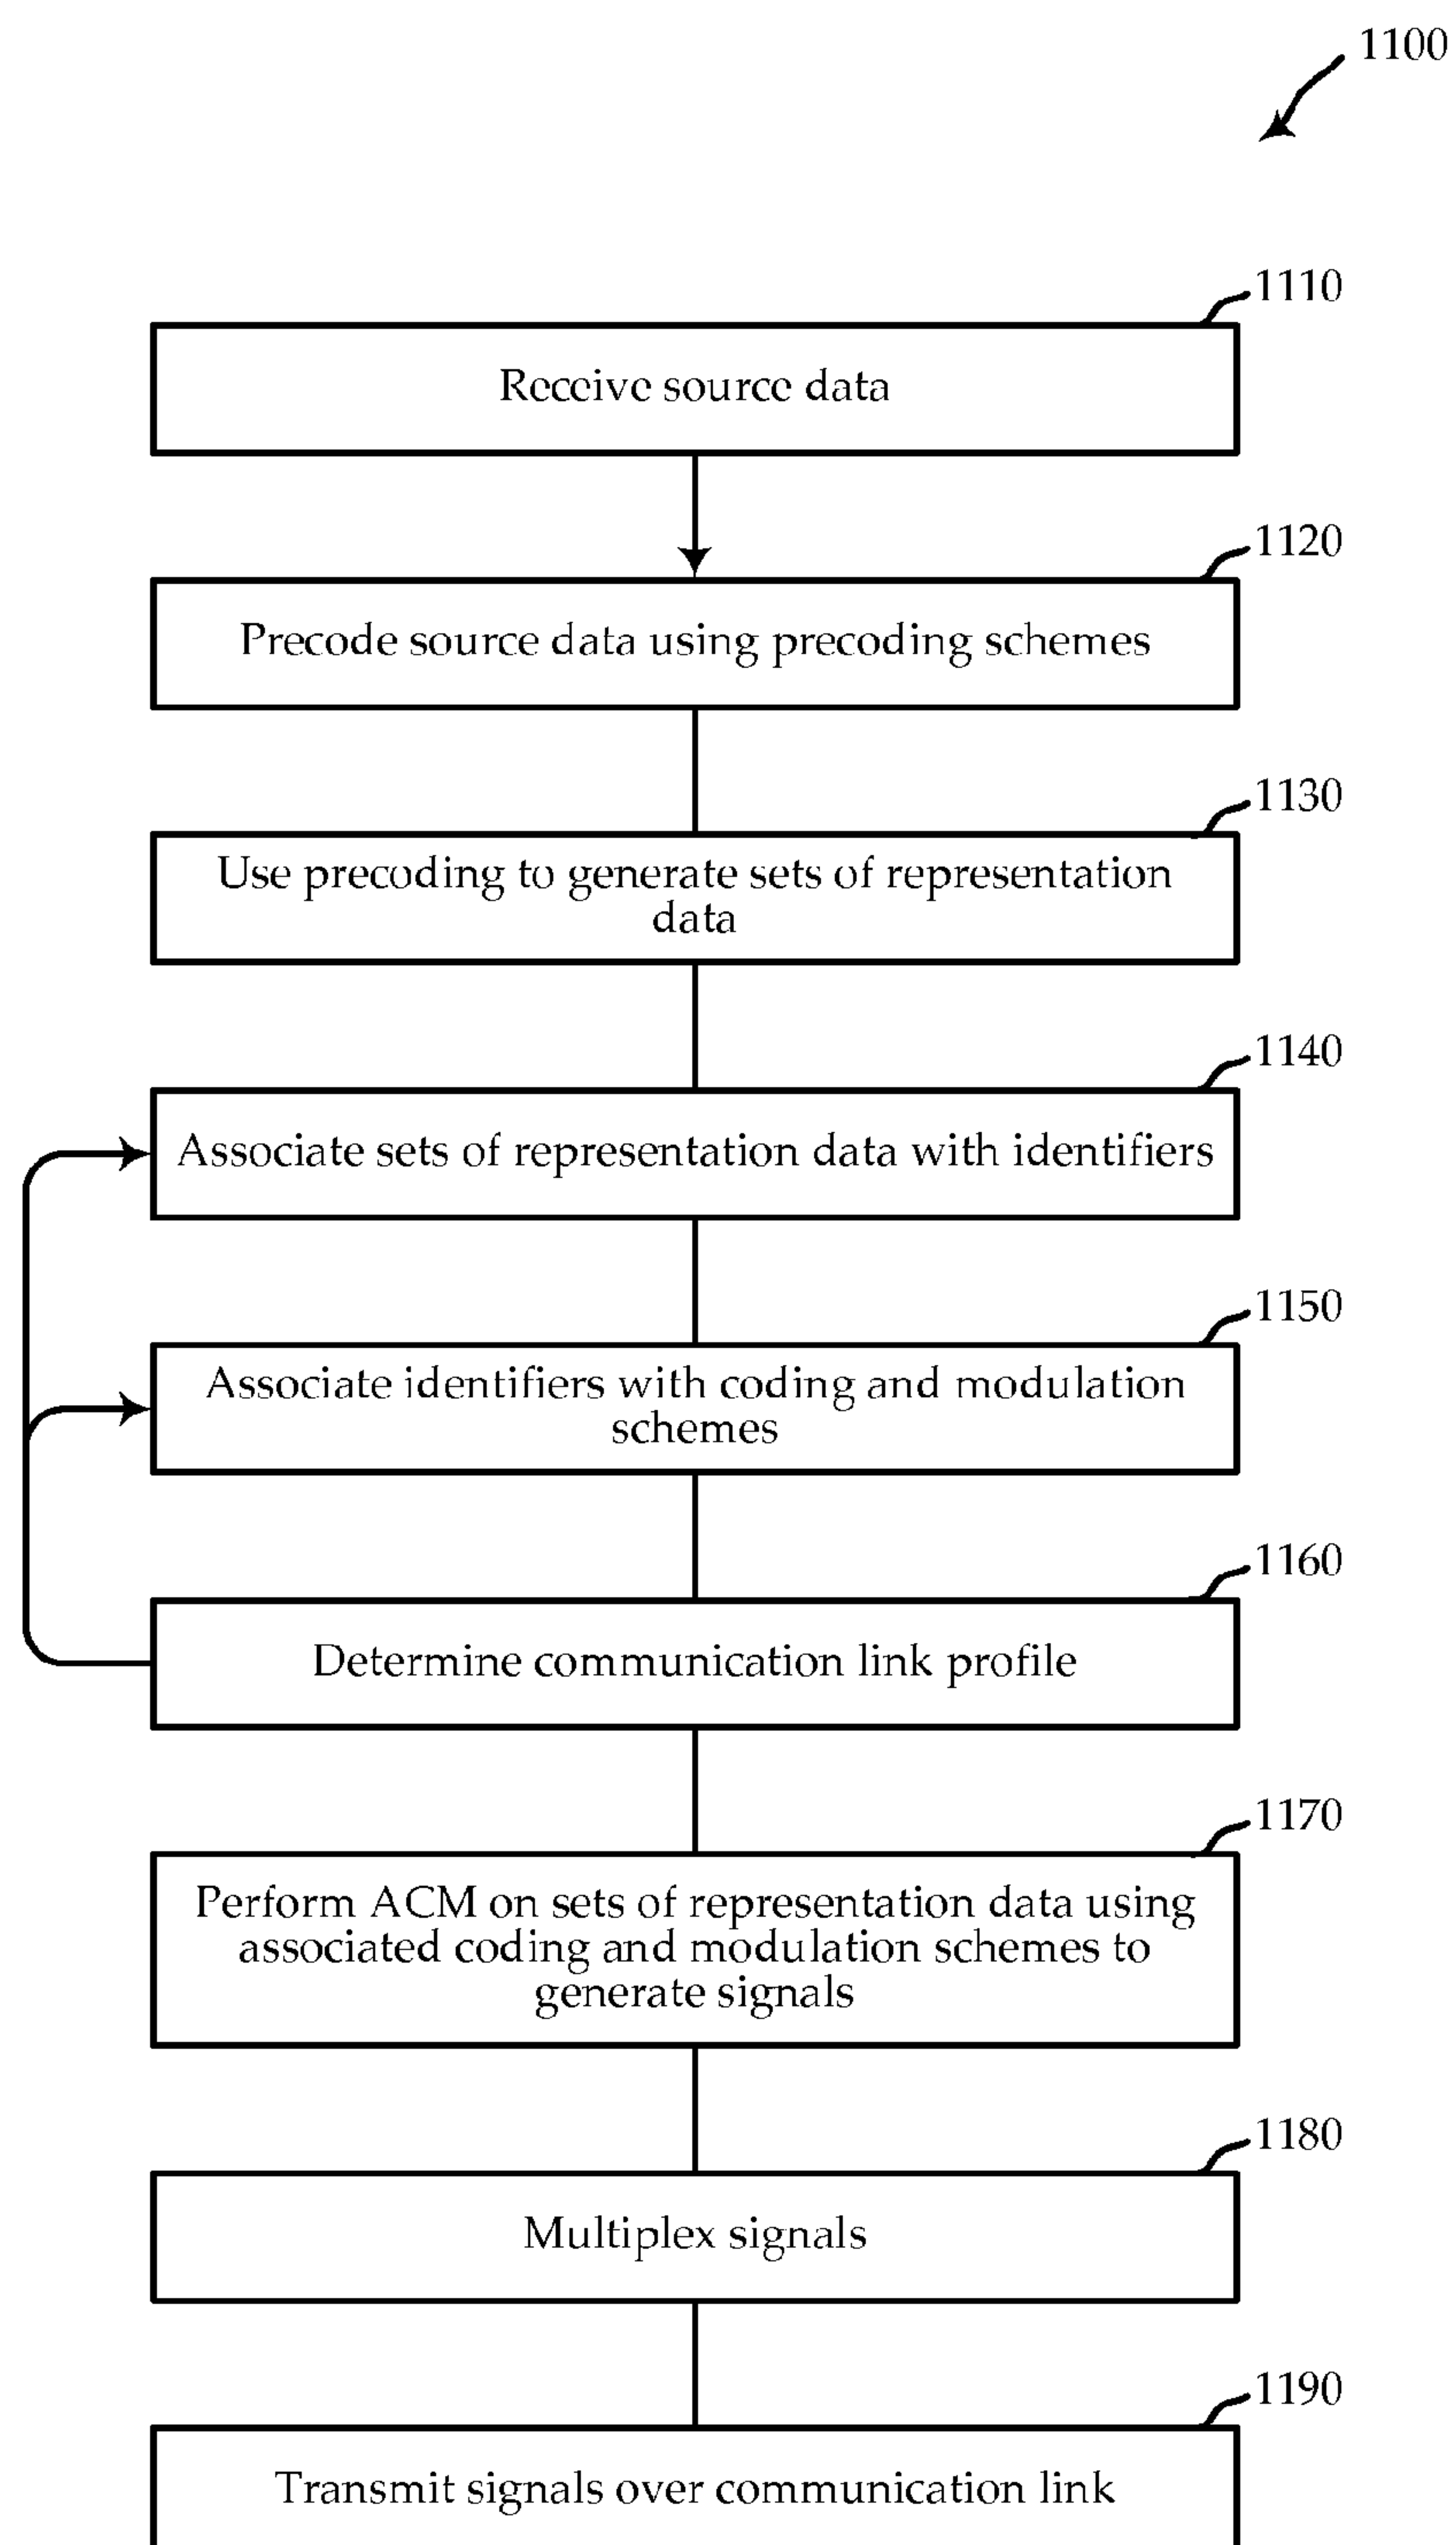 1100
1110
Receive source data
1120
Precode source data using precoding schemes
1130
Use precoding to generate sets of representation
data
1140
Associate sets of representation data with identifiers
1150
Associate identifiers with coding and modulation
schemes
1160
Determine communication link profile
1170
Perform ACM on sets of representation data using
associated coding and modulation schemes to
generate signals
1180
Multiplex signals
1190
Transmit signals over communication link